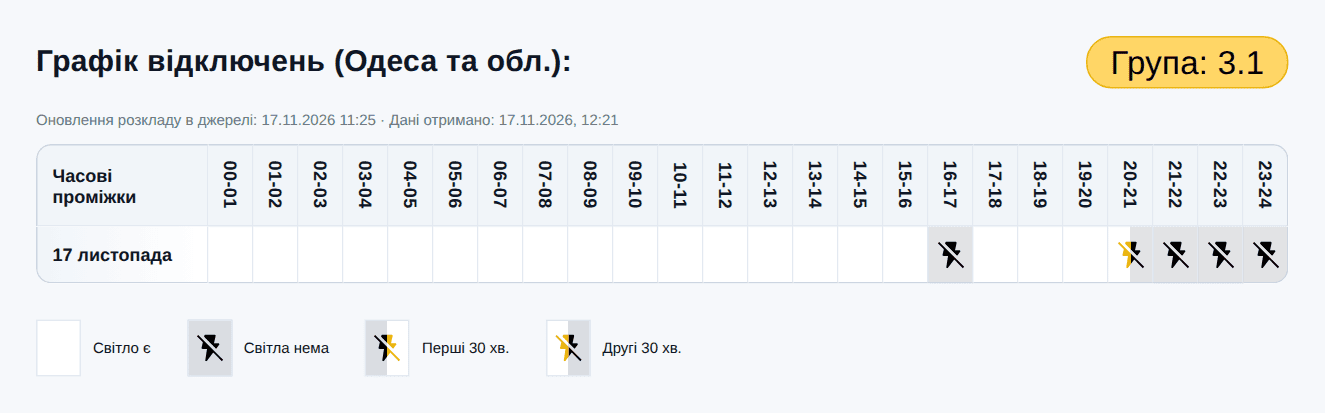 Графік відключень (Одеса та обл.):
Група: 3.1
Оновлення розкладу в джерелі: 17.11.2026 11:25 · Дані отримано: 17.11.2026, 12:21
Часові
проміжки
00-01
01-02
02-03
03-04
04-05
05-06
06-07
07-08
08-09
09-10
10-11
11-12
12-13
13-14
14-15
15-16
16-17
17-18
18-19
19-20
20-21
21-22
22-23
23-24
17 листопада
Світло є
Світла нема
Перші 30 хв.
Другі 30 хв.